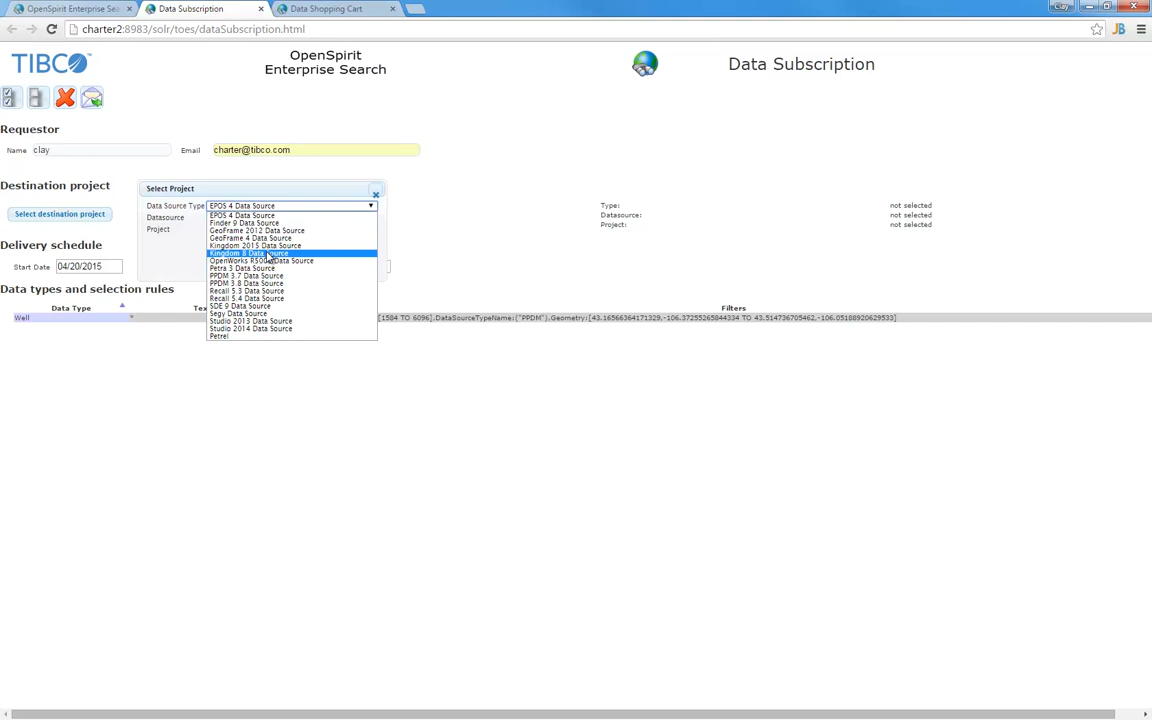 OpenSpirit Enterprise Sea
Data Subscription
Data Shopping Cart
Clay
charter2:8983/solr/toes/dataSubscription.html
JB
TIBCO™
OpenSpirit
Enterprise Search
Data Subscription
Requestor
Name clay Email charter@tibco.com
Destination project
Select destination project
Select Project
Data Source Type EPOS 4 Data Source
Datasource
Project
EPOS 4 Data Source
Finder 9 Data Source
GeoFrame 2012 Data Source
GeoFrame 4 Data Source
Kingdom 2015 Data Source
Kingdom 8 Data Source
OpenWorks R5000 Data Source
Petra 3 Data Source
PPDM 3.7 Data Source
PPDM 3.8 Data Source
Recall 5.3 Data Source
Recall 5.4 Data Source
SDE 9 Data Source
Segy Data Source
Studio 2013 Data Source
Studio 2014 Data Source
Petrel
Type: not selected
Datasource: not selected
Project: not selected
Delivery schedule
Start Date 04/20/2015
Data types and selection rules
Data Type Tex Filters
Well [1584 TO 6096],DataSourceTypeName:("PPDM"),Geometry:[43.16566364171329,-106.37255265844334 TO 43.514736705462,-106.05188920629533]